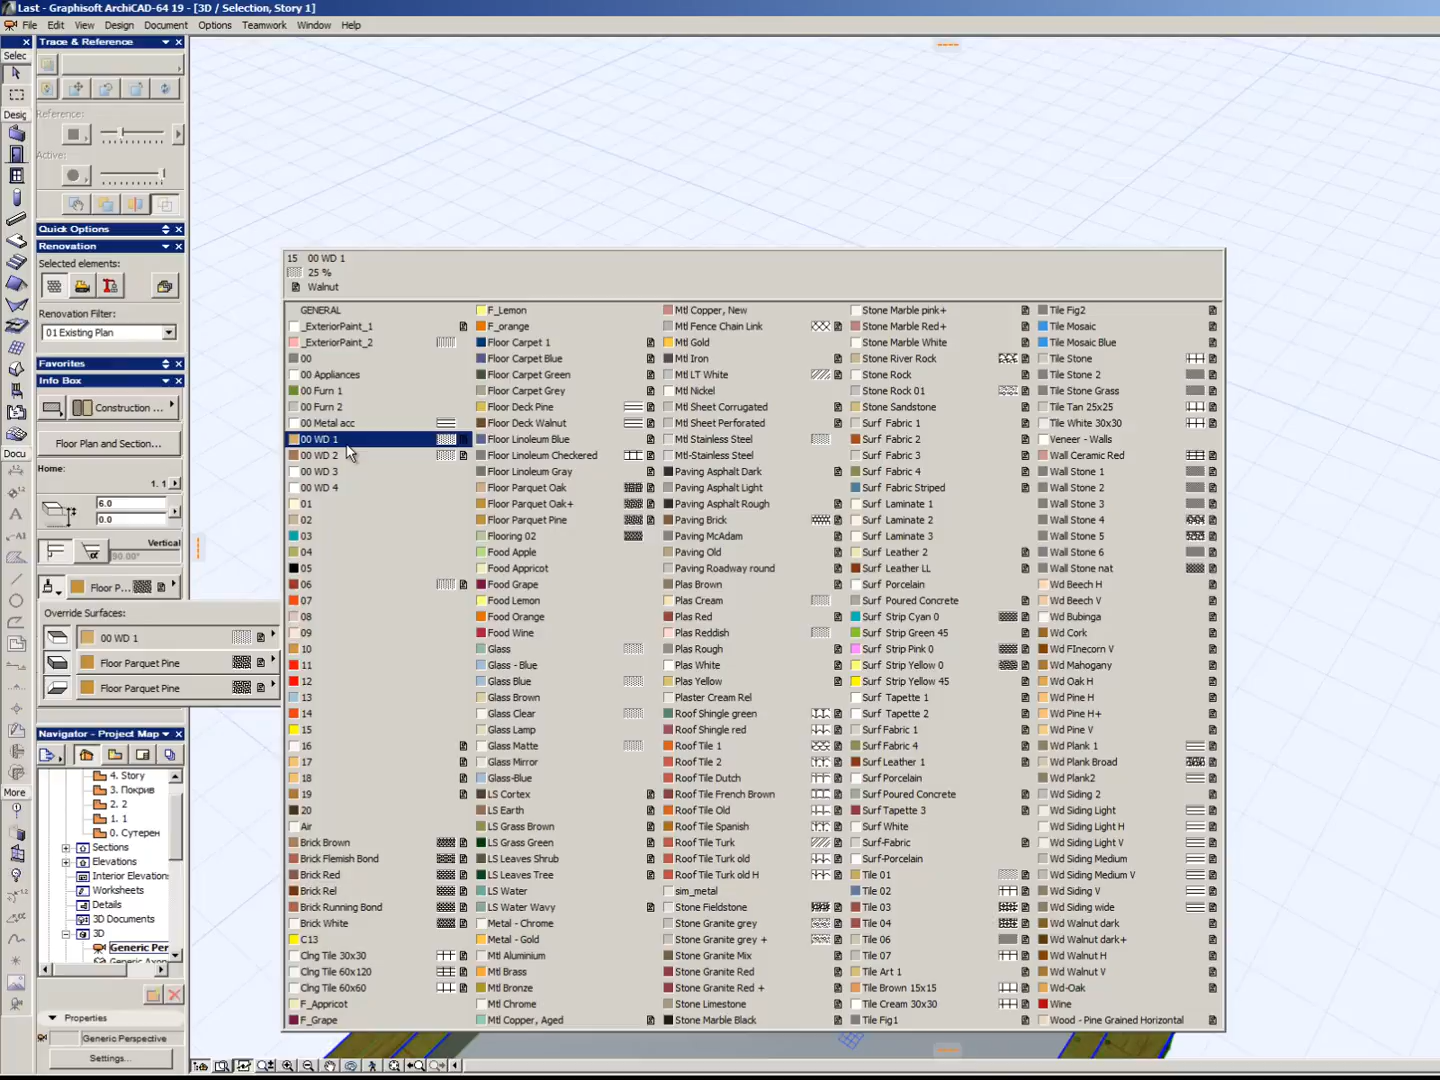 Last - Graphisoft ArchiCAD-64 19 - [3D / Selection, Story 1]
File Edit View Design Document Options Teamwork Window Help
Selec
Trace & Reference
Reference:
Desig
Active:
Quick Options
Renovation
Selected elements:
Renovation Filter:
01 Existing Plan
Favorites
Info Box
Construction ...
Floor Plan and Section...
Docu
Home:
1. 1
6.0
0.0
Vertical
90.00°
Floor P...
Override Surfaces:
00 WD 1
Floor Parquet Pine
Floor Parquet Pine
Navigator - Project Map
4. Story
3. Покрив
2. 2
1. 1
0. Сутерен
Sections
Elevations
Interior Elevation
Worksheets
Details
3D Documents
3D
Generic Per
Generic Axon
More
Properties
Generic Perspective
Settings...
15 00 WD 1
25 %
Walnut
GENERAL
_ExteriorPaint_1
_ExteriorPaint_2
00
00 Appliances
00 Furn 1
00 Furn 2
00 Metal acc
00 WD 1
00 WD 2
00 WD 3
00 WD 4
01
02
03
04
05
06
07
08
09
10
11
12
13
14
15
16
17
18
19
20
Air
Brick Brown
Brick Flemish Bond
Brick Red
Brick Rel
Brick Running Bond
Brick White
C13
Clng Tile 30x30
Clng Tile 60x120
Clng Tile 60x60
F_Appricot
F_Grape
F_Lemon
F_orange
Floor Carpet 1
Floor Carpet Blue
Floor Carpet Green
Floor Carpet Grey
Floor Deck Pine
Floor Deck Walnut
Floor Linoleum Blue
Floor Linoleum Checkered
Floor Linoleum Gray
Floor Parquet Oak
Floor Parquet Oak+
Floor Parquet Pine
Flooring 02
Food Apple
Food Appricot
Food Grape
Food Lemon
Food Orange
Food Wine
Glass
Glass - Blue
Glass Blue
Glass Brown
Glass Clear
Glass Lamp
Glass Matte
Glass Mirror
Glass-Blue
LS Cortex
LS Earth
LS Grass Brown
LS Grass Green
LS Leaves Shrub
LS Leaves Tree
LS Water
LS Water Wavy
Metal - Chrome
Metal - Gold
Mtl Aluminium
Mtl Brass
Mtl Bronze
Mtl Chrome
Mtl Copper, Aged
Mtl Copper, New
Mtl Fence Chain Link
Mtl Gold
Mtl Iron
Mtl LT White
Mtl Nickel
Mtl Sheet Corrugated
Mtl Sheet Perforated
Mtl Stainless Steel
Mtl-Stainless Steel
Paving Asphalt Dark
Paving Asphalt Light
Paving Asphalt Rough
Paving Brick
Paving McAdam
Paving Old
Paving Roadway round
Plas Brown
Plas Cream
Plas Red
Plas Reddish
Plas Rough
Plas White
Plas Yellow
Plaster Cream Rel
Roof Shingle green
Roof Shingle red
Roof Tile 1
Roof Tile 2
Roof Tile Dutch
Roof Tile French Brown
Roof Tile Old
Roof Tile Spanish
Roof Tile Turk
Roof Tile Turk old
Roof Tile Turk old H
sim_metal
Stone Fieldstone
Stone Granite grey
Stone Granite grey +
Stone Granite Mix
Stone Granite Red
Stone Granite Red +
Stone Limestone
Stone Marble Black
Stone Marble pink+
Stone Marble Red+
Stone Marble White
Stone River Rock
Stone Rock
Stone Rock 01
Stone Sandstone
Surf Fabric 1
Surf Fabric 2
Surf Fabric 3
Surf Fabric 4
Surf Fabric Striped
Surf Laminate 1
Surf Laminate 2
Surf Laminate 3
Surf Leather 2
Surf Leather LL
Surf Porcelain
Surf Poured Concrete
Surf Strip Cyan 0
Surf Strip Green 45
Surf Strip Pink 0
Surf Strip Yellow 0
Surf Strip Yellow 45
Surf Tapette 1
Surf Tapette 2
Surf Fabric 1
Surf Fabric 4
Surf Leather 1
Surf Porcelain
Surf Poured Concrete
Surf Tapette 3
Surf White
Surf-Fabric
Surf-Porcelain
Tile 01
Tile 02
Tile 03
Tile 04
Tile 06
Tile 07
Tile Art 1
Tile Brown 15x15
Tile Cream 30x30
Tile Fig1
Tile Fig2
Tile Mosaic
Tile Mosaic Blue
Tile Stone
Tile Stone 2
Tile Stone Grass
Tile Tan 25x25
Tile White 30x30
Veneer - Walls
Wall Ceramic Red
Wall Stone 1
Wall Stone 2
Wall Stone 3
Wall Stone 4
Wall Stone 5
Wall Stone 6
Wall Stone nat
Wd Beech H
Wd Beech V
Wd Bubinga
Wd Cork
Wd FInecorn V
Wd Mahogany
Wd Oak H
Wd Pine H
Wd Pine H+
Wd Pine V
Wd Plank 1
Wd Plank Broad
Wd Plank2
Wd Siding 2
Wd Siding Light
Wd Siding Light H
Wd Siding Light V
Wd Siding Medium
Wd Siding Medium V
Wd Siding V
Wd Siding wide
Wd Walnut dark
Wd Walnut dark+
Wd Walnut H
Wd Walnut V
Wd-Oak
Wine
Wood - Pine Grained Horizontal